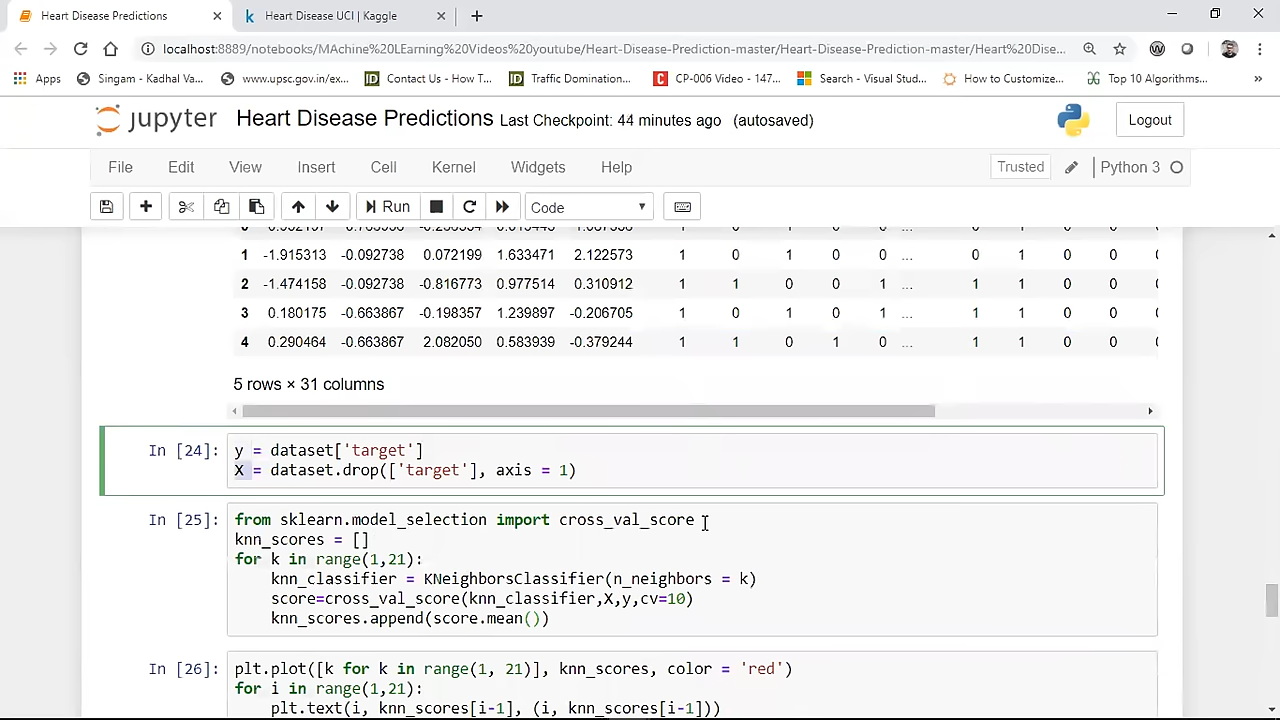 Heart Disease Predictions
Heart Disease UCI | Kaggle
localhost:8889/notebooks/MAchine%20LEarning%20Videos%20youtube/Heart-Disease-Prediction-master/Heart-Disease-Prediction-master/Heart%20Dise...
Apps
Singam - Kadhal Va...
www.upsc.gov.in/ex...
Contact Us - How T...
Traffic Domination...
CP-006 Video - 147...
Search - Visual Stud...
How to Customize...
Top 10 Algorithms...
»
jupyter Heart Disease Predictions Last Checkpoint: 44 minutes ago (autosaved)
Logout
File Edit View Insert Cell Kernel Widgets Help
Trusted
Python 3
Run
Code
1 -1.915313 -0.092738 0.072199 1.633471 2.122573 1 0 1 0 0 ... 0 1 0 0
2 -1.474158 -0.092738 -0.816773 0.977514 0.310912 1 1 0 0 1 ... 1 1 0 0
3 0.180175 -0.663867 -0.198357 1.239897 -0.206705 1 0 1 0 1 ... 1 1 0 0
4 0.290464 -0.663867 2.082050 0.583939 -0.379244 1 1 0 1 0 ... 1 1 0 0
5 rows × 31 columns
In [24]:
y = dataset['target']
X = dataset.drop(['target'], axis = 1)
In [25]:
from sklearn.model_selection import cross_val_score
knn_scores = []
for k in range(1,21):
knn_classifier = KNeighborsClassifier(n_neighbors = k)
score=cross_val_score(knn_classifier,X,y,cv=10)
knn_scores.append(score.mean())
In [26]:
plt.plot([k for k in range(1, 21)], knn_scores, color = 'red')
for i in range(1,21):
plt.text(i, knn_scores[i-1], (i, knn_scores[i-1]))